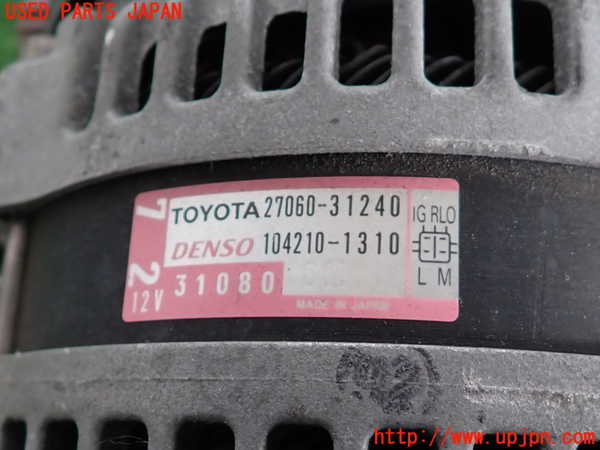 USED PARTS JAPAN
7 TOYOTA 27060-31240 IG RLO
DENSO 104210-1310
2 31080 L M
12V MADE IN JAPAN
http://www.upjpn.com